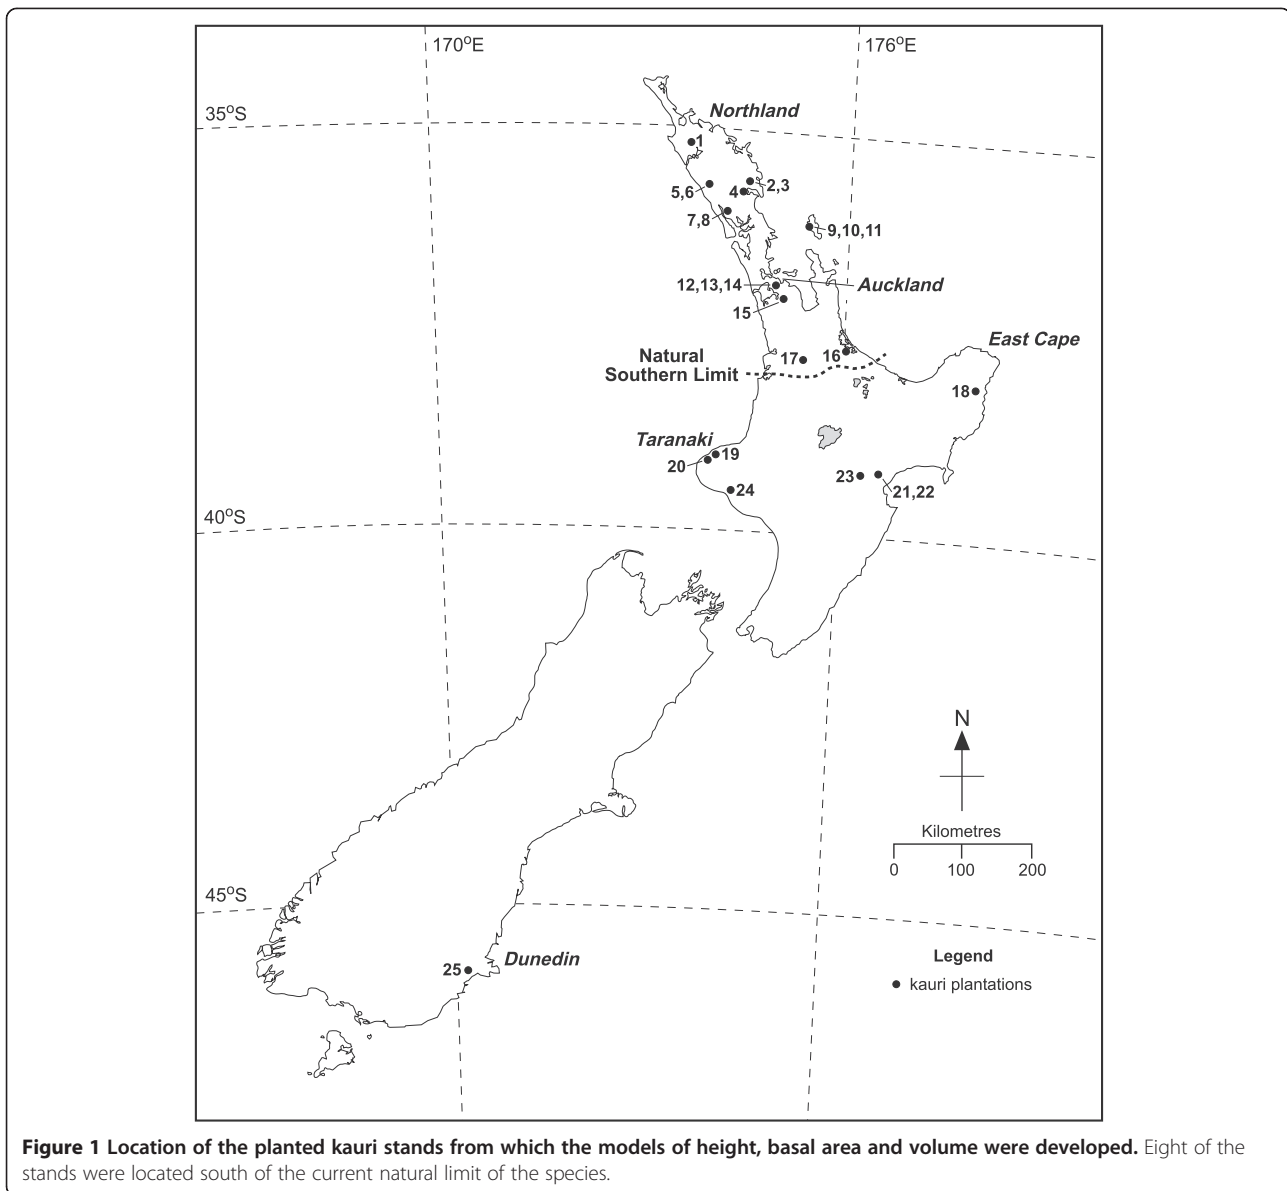 170°E
176°E
35°S
Northland
1
5,6
4
2,3
7,8
9,10,11
12,13,14
Auckland
15
East Cape
Natural
Southern Limit
17
16
18
Taranaki
19
20
23
21,22
24
40°S
N
Kilometres
0 100 200
45°S
Legend
kauri plantations
25
Dunedin
Figure 1 Location of the planted kauri stands from which the models of height, basal area and volume were developed. Eight of the
stands were located south of the current natural limit of the species.